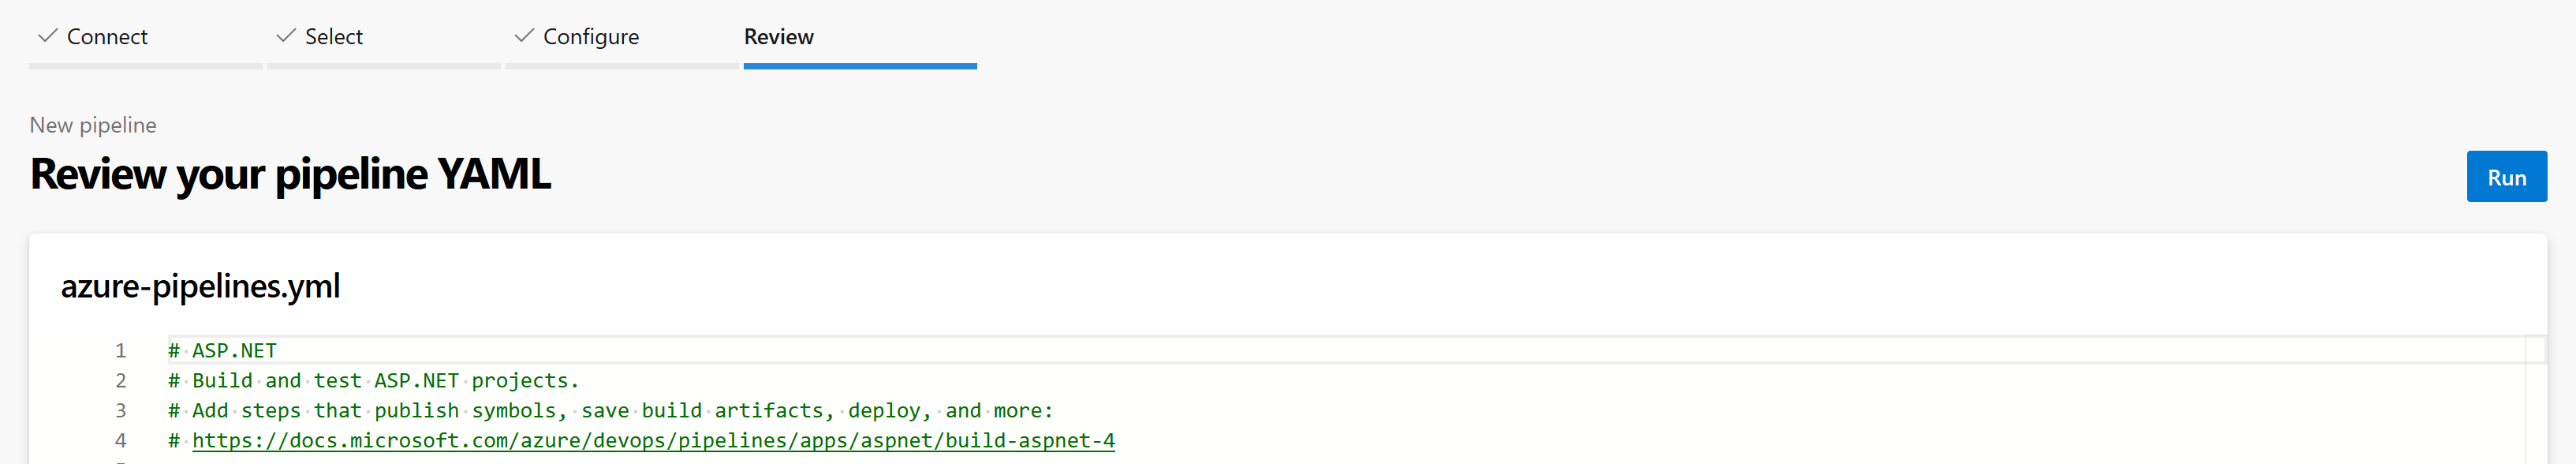 Connect
Select
Configure
Review
New pipeline
Review your pipeline YAML
Run
azure-pipelines.yml
1 # ASP.NET
2 # Build and test ASP.NET projects.
3 # Add steps that publish symbols, save build artifacts, deploy, and more:
4 # https://docs.microsoft.com/azure/devops/pipelines/apps/aspnet/build-aspnet-4